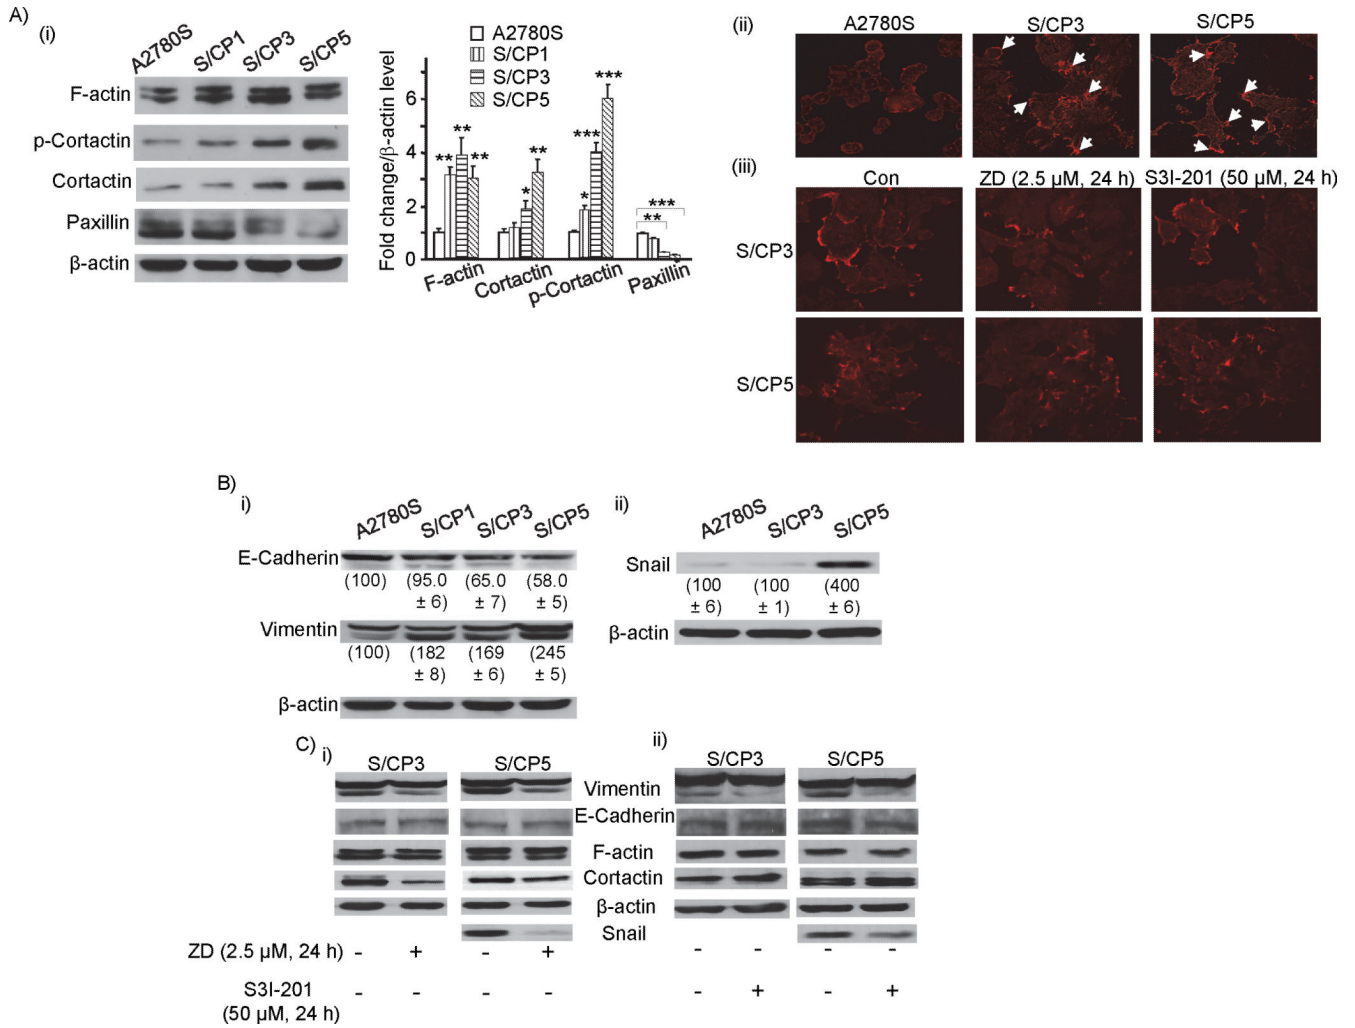 A)
(i)
A2780S S/CP1 S/CP3 S/CP5
F-actin
p-Cortactin
Cortactin
Paxillin
β-actin
A2780S
S/CP1
S/CP3
S/CP5
Fold change/β-actin level
6
4
2
0
** ** **
* **
* *** ***
** ***
F-actin Cortactin p-Cortactin Paxillin
(ii)
A2780S S/CP3 S/CP5
(iii)
Con ZD (2.5 µM, 24 h) S3I-201 (50 µM, 24 h)
S/CP3
S/CP5
B)
i)
A2780S S/CP1 S/CP3 S/CP5
E-Cadherin
(100) (95.0 (65.0 (58.0
± 6) ± 7) ± 5)
Vimentin
(100) (182 (169 (245
± 8) ± 6) ± 5)
β-actin
ii)
A2780S S/CP3 S/CP5
Snail
(100 (100 (400
± 6) ± 1) ± 6)
β-actin
C)
i)
S/CP3 S/CP5
ii)
S/CP3 S/CP5
Vimentin
E-Cadherin
F-actin
Cortactin
β-actin
Snail
ZD (2.5 µM, 24 h) - + - + - - - -
S3I-201 - - - - - + - +
(50 µM, 24 h)